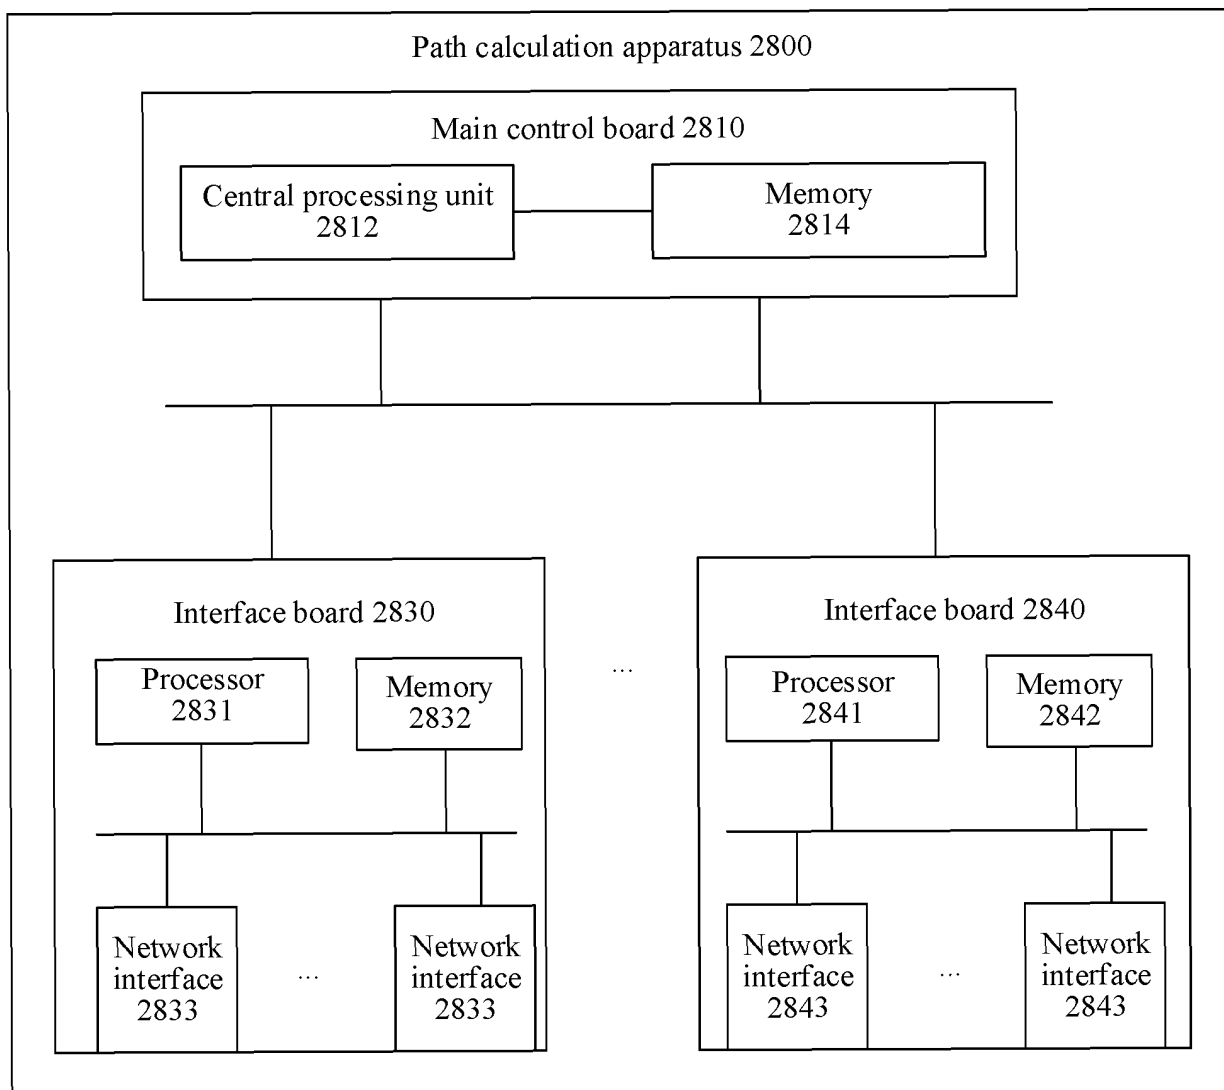 Path calculation apparatus 2800
Main control board 2810
Central processing unit
2812
Memory
2814
Interface board 2830
Processor
2831
Memory
2832
Network
interface
2833
...
Network
interface
2833
...
Interface board 2840
Processor
2841
Memory
2842
Network
interface
2843
...
Network
interface
2843